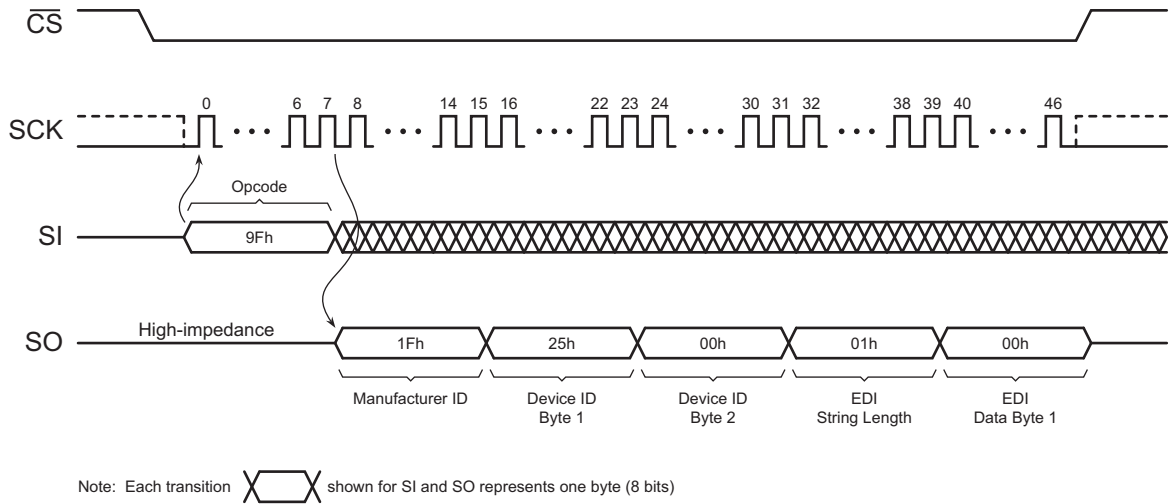 CS
0 6 7 8 14 15 16 22 23 24 30 31 32 38 39 40 46
SCK
Opcode
SI 9Fh
High-impedance
SO 1Fh 25h 00h 01h 00h
Manufacturer ID Device ID Device ID EDI EDI
Byte 1 Byte 2 String Length Data Byte 1
Note: Each transition shown for SI and SO represents one byte (8 bits)